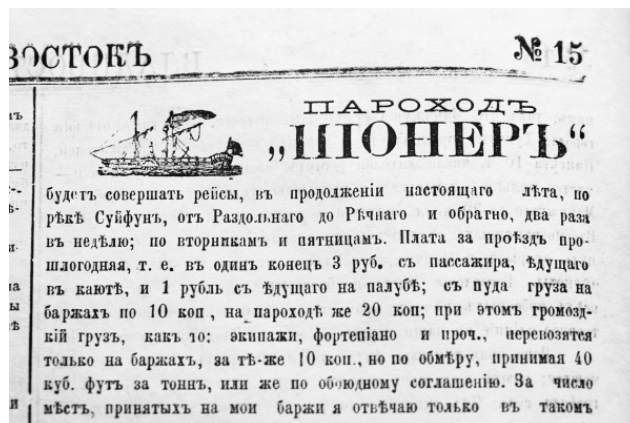 ВОСТОКЪ № 15
ПАРОХОДЪ
„ПІОНЕРЪ“
будетъ совершать рейсы, въ продолженіи настоящаго лѣта, по
рѣкѣ Суйфунъ, отъ Раздольнаго до Рѣчнаго и обратно, два раза
въ недѣлю; по вторникамъ и пятницамъ. Плата за проѣздъ про-
шлогодняя, т. е. въ одинъ конец 3 руб. съ пассажира, ѣдущаго
въ каютѣ, и 1 рубль съ ѣдущаго на палубѣ; съ пуда груза на
баржахъ по 10 коп, на пароходѣ же 20 коп; при этомъ громозд-
кій грузъ, какъ то: экипажи, фортепіано и проч., перевозятся
только на баржахъ, за тѣ-же 10 коп., но по обмѣру, принимая 40
куб. футъ за тоннъ, или же по обоюдному соглашенію. За число
мѣстъ, принятыхъ на мои баржи я отвѣчаю только въ такомъ